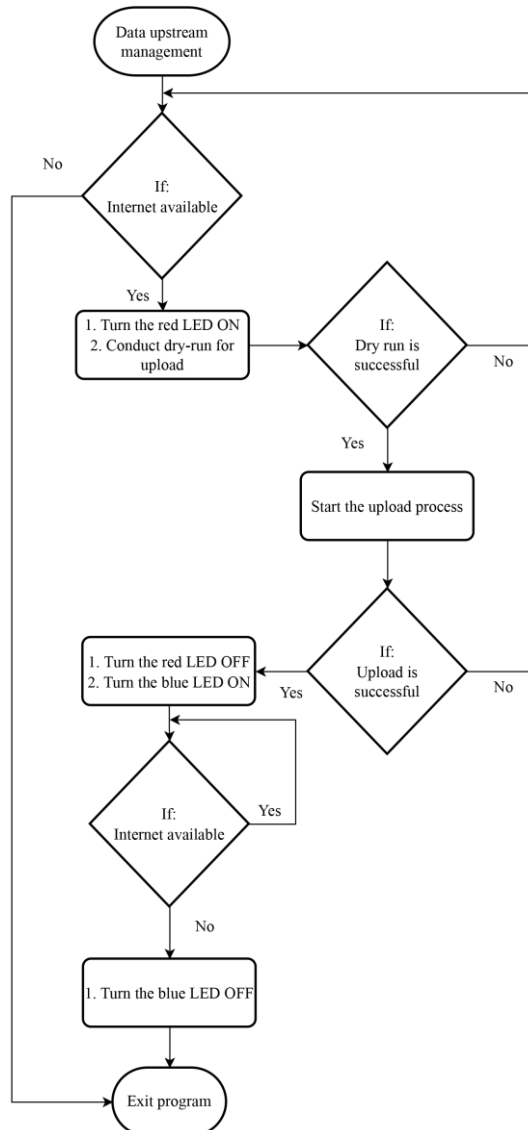 Data upstream
management
No
If:
Internet available
Yes
1. Turn the red LED ON
2. Conduct dry-run for
upload
If:
Dry run is
successful
No
Yes
Start the upload process
If:
Upload is
successful
No
Yes
1. Turn the red LED OFF
2. Turn the blue LED ON
If:
Internet available
Yes
No
1. Turn the blue LED OFF
Exit program